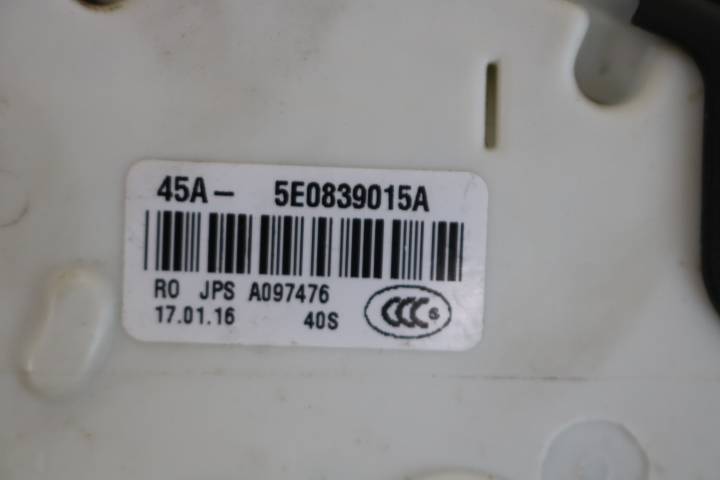 45A- 5E0839015A
RO JPS A097476
17.01.16 40S
CCC S